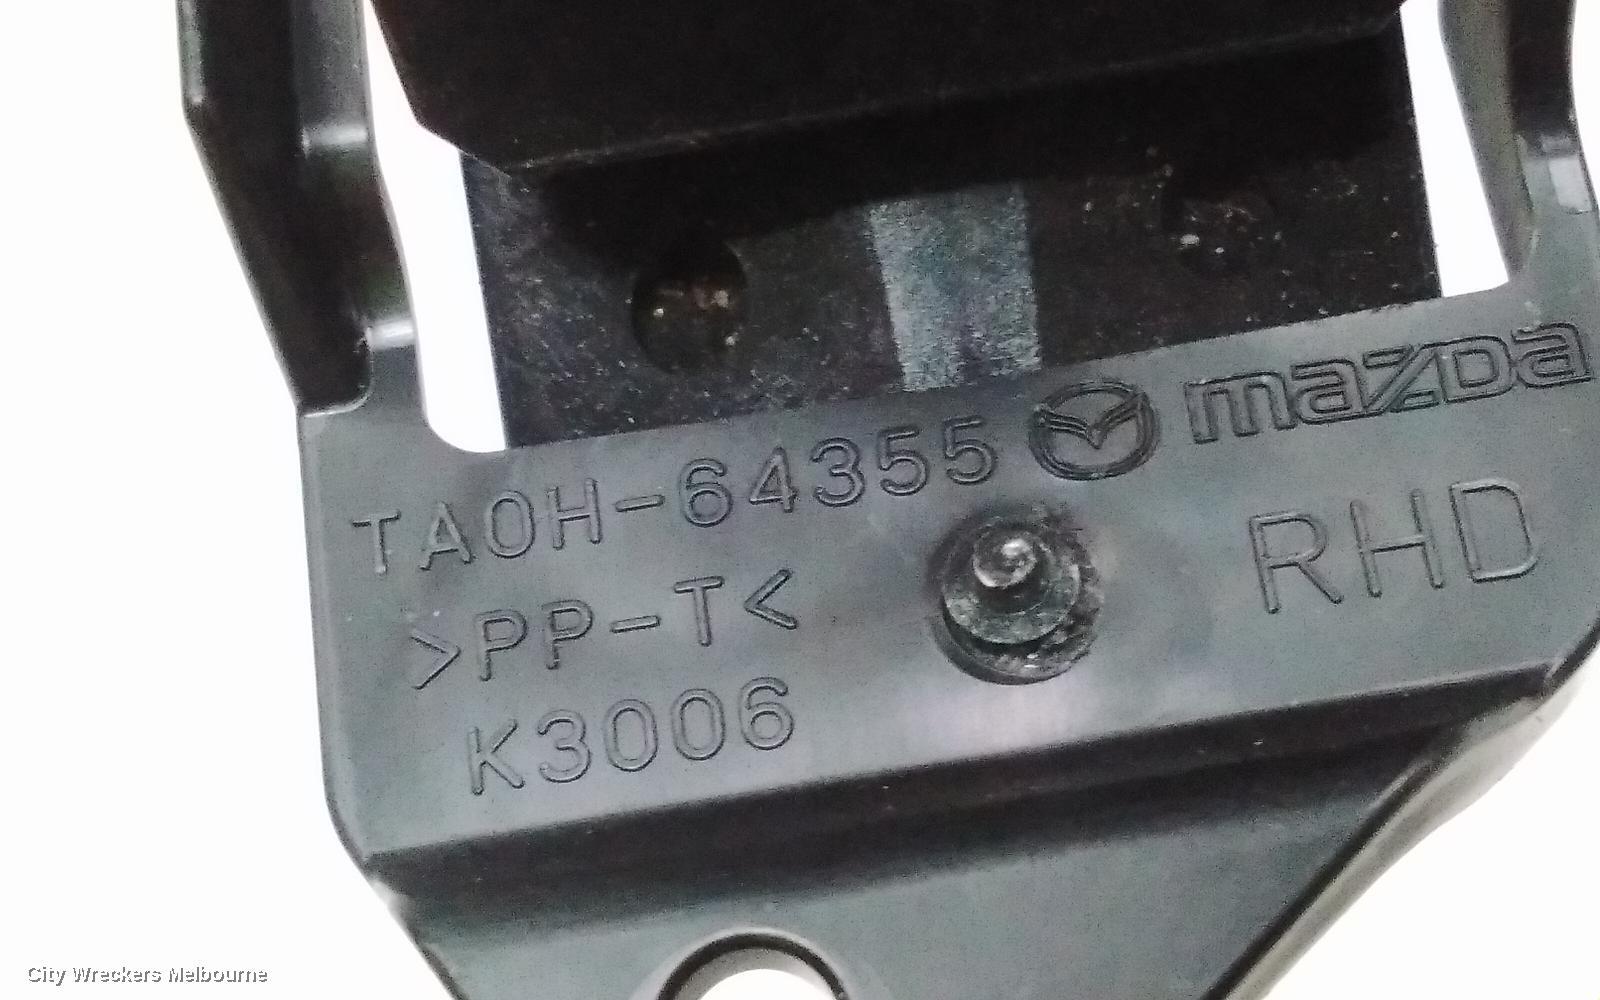 TA0H-64355 mazda
RHD
>PP-T<
K3006
City Wreckers Melbourne